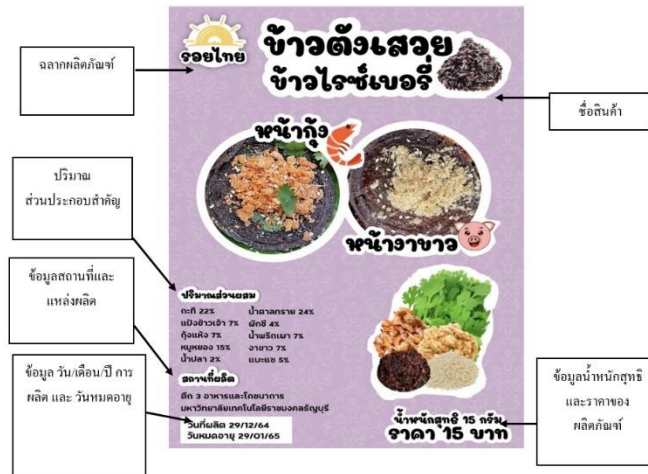 ฉลากผลิตภัณฑ์
รอยไทย
ข้าวตังเสวย
ข้าวไรซ์เบอรี่
ชื่อสินค้า
หน้ากุ้ง
หน้างาขาว
ปริมาณ
ส่วนประกอบสำคัญ
ข้อมูลสถานที่และ
แหล่งผลิต
ข้อมูล วัน/เดือน/ปี การ
ผลิต และ วันหมดอายุ
ปริมาณส่วนผสม
กะทิ 22% น้ำตาลทราย 24%
แป้งข้าวเจ้า 7% ผักชี 4%
กุ้งแห้ง 7% น้ำพริกเผา 7%
หมูหยอง 15% งาขาว 7%
น้ำปลา 2% แบะแซ 5%
สถานที่ผลิต
ตึก 3 อาหารและโภชนาการ
มหาวิทยาลัยเทคโนโลยีราชมงคลธัญบุรี
วันที่ผลิต 29/12/64
วันหมดอายุ 29/01/65
น้ำหนักสุทธิ 15 กรัม
ราคา 15 บาท
ข้อมูลน้ำหนักสุทธิ
และราคาของ
ผลิตภัณฑ์